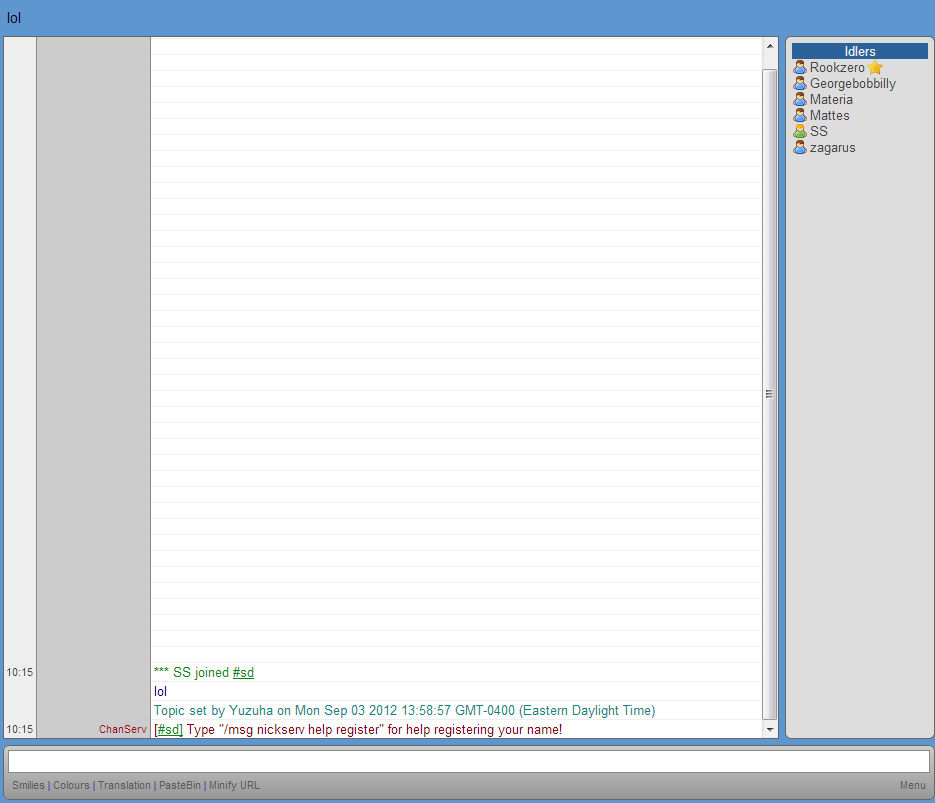 lol
Idlers
Rookzero
Georgebobbilly
Materia
Mattes
SS
zagarus
10:15 *** SS joined #sd
lol
Topic set by Yuzuha on Mon Sep 03 2012 13:58:57 GMT-0400 (Eastern Daylight Time)
10:15 ChanServ [#sd] Type "/msg nickserv help register" for help registering your name!
Smilies | Colours | Translation | PasteBin | Minify URL Menu